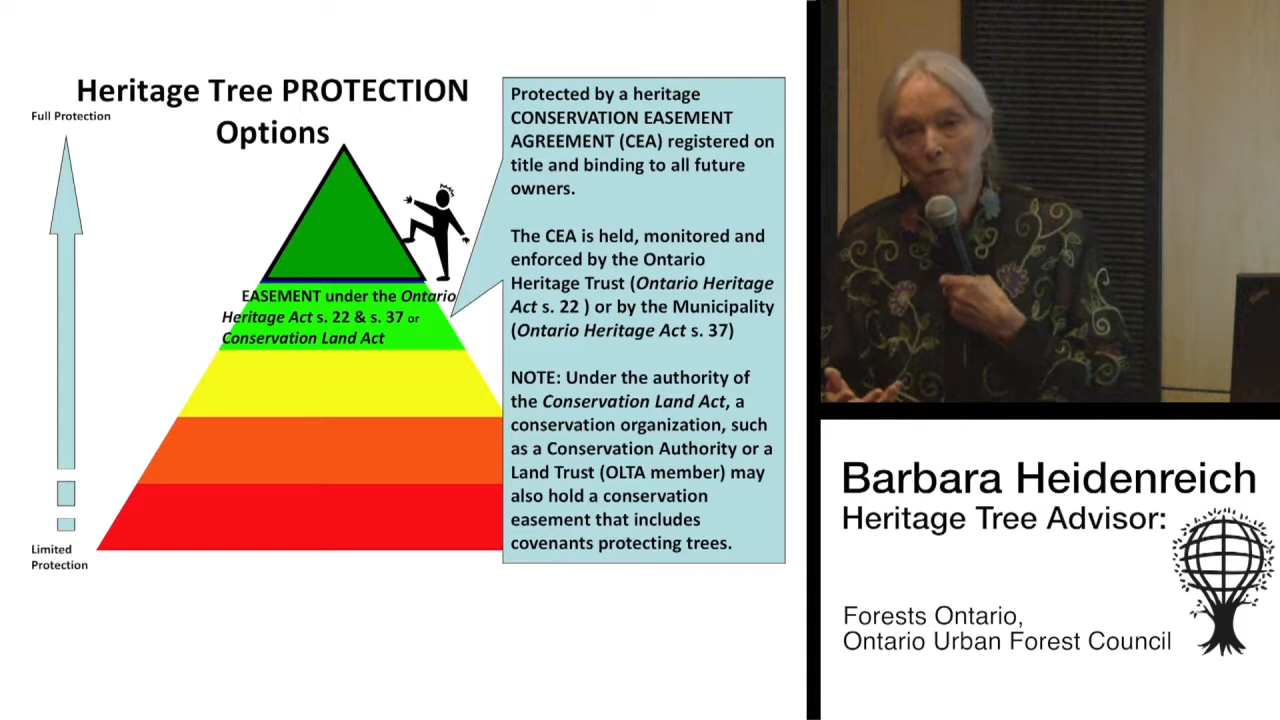 Heritage Tree PROTECTION
Options
Full Protection
EASEMENT under the Ontario
Heritage Act s. 22 & s. 37 or
Conservation Land Act
Limited
Protection
Protected by a heritage
CONSERVATION EASEMENT
AGREEMENT (CEA) registered on
title and binding to all future
owners.
The CEA is held, monitored and
enforced by the Ontario
Heritage Trust (Ontario Heritage
Act s. 22 ) or by the Municipality
(Ontario Heritage Act s. 37)
NOTE: Under the authority of
the Conservation Land Act, a
conservation organization, such
as a Conservation Authority or a
Land Trust (OLTA member) may
also hold a conservation
easement that includes
covenants protecting trees.
Barbara Heidenreich
Heritage Tree Advisor:
Forests Ontario,
Ontario Urban Forest Council